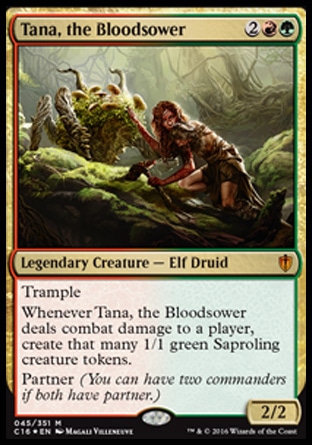 Tana, the Bloodsower 2
Legendary Creature — Elf Druid
Trample
Whenever Tana, the Bloodsower
deals combat damage to a player,
create that many 1/1 green Saproling
creature tokens.
Partner (You can have two commanders
if both have partner.)
2/2
045/351 M
C16 ★ EN Magali Villeneuve
™ & © 2016 Wizards of the Coast